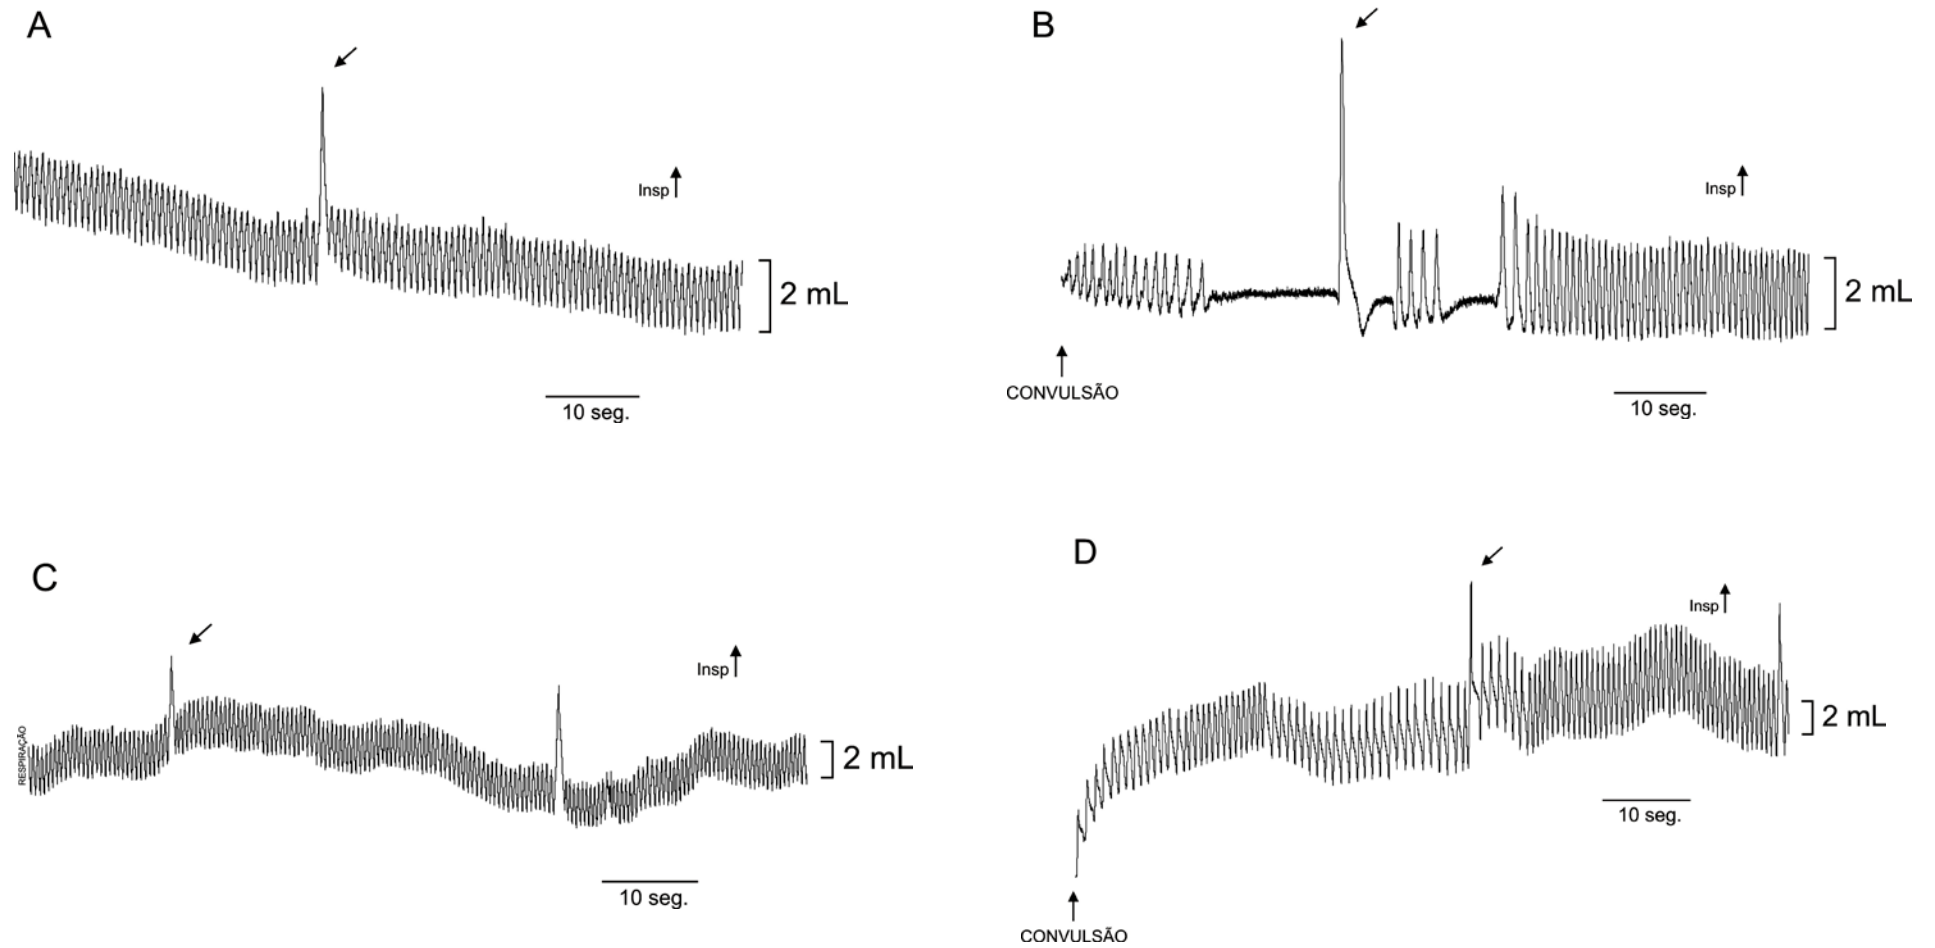 A
Insp
2 mL
10 seg.
B
Insp
2 mL
CONVULSÃO
10 seg.
C
Insp
RESPIRAÇÃO
2 mL
10 seg.
D
Insp
2 mL
10 seg.
CONVULSÃO